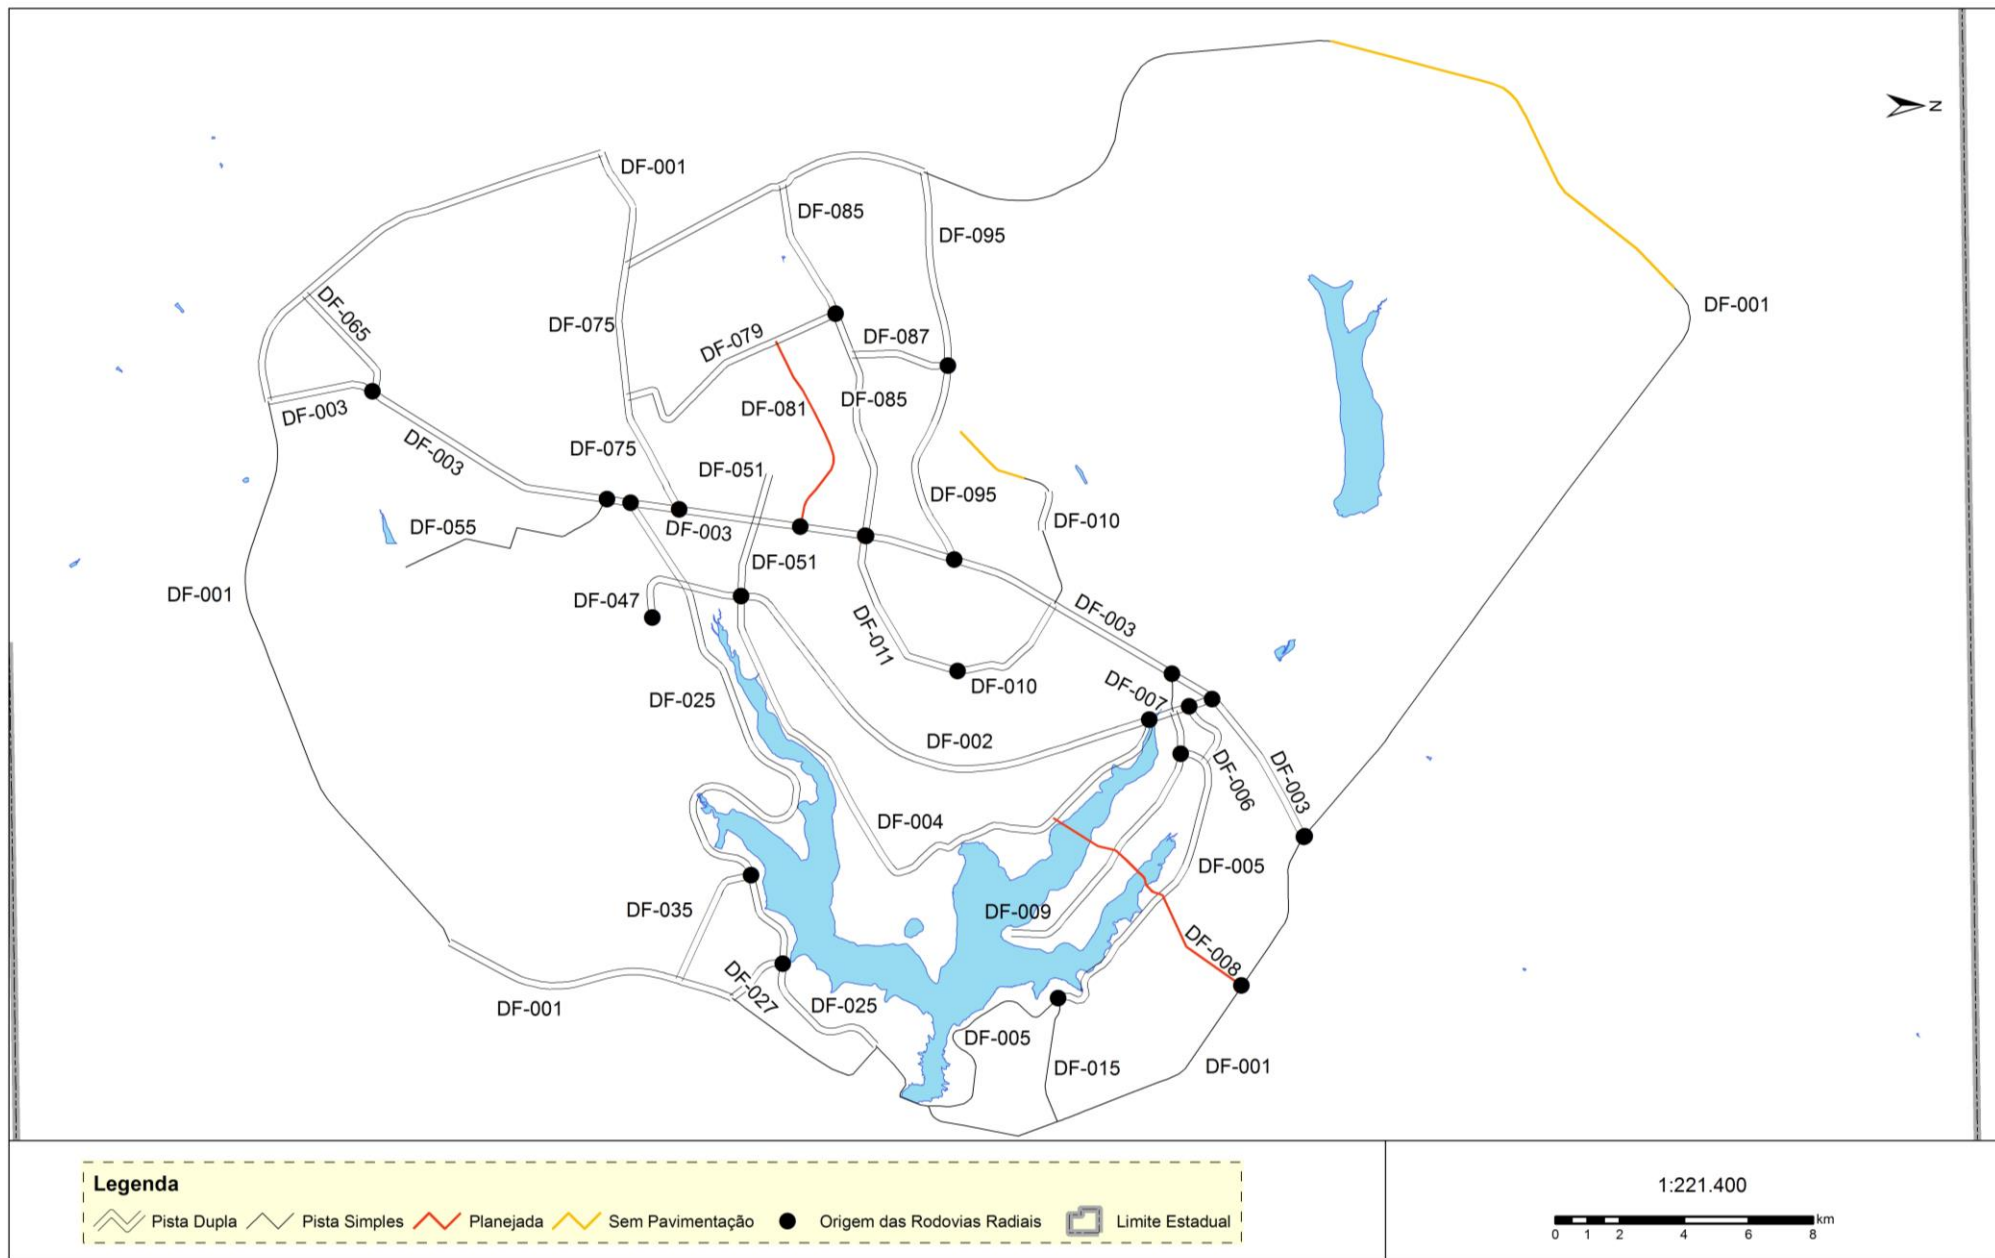 N
DF-001
DF-085
DF-095
DF-065
DF-075
DF-079
DF-087
DF-001
DF-003
DF-081
DF-085
DF-003
DF-075
DF-051
DF-095
DF-055
DF-003
DF-010
DF-051
DF-001
DF-047
DF-011
DF-003
DF-025
DF-010
DF-007
DF-002
DF-006
DF-003
DF-004
DF-005
DF-035
DF-009
DF-008
DF-001
DF-027
DF-025
DF-005
DF-015
DF-001
Legenda
Pista Dupla Pista Simples Planejada Sem Pavimentação Origem das Rodovias Radiais Limite Estadual
1:221.400
km
0 1 2 4 6 8